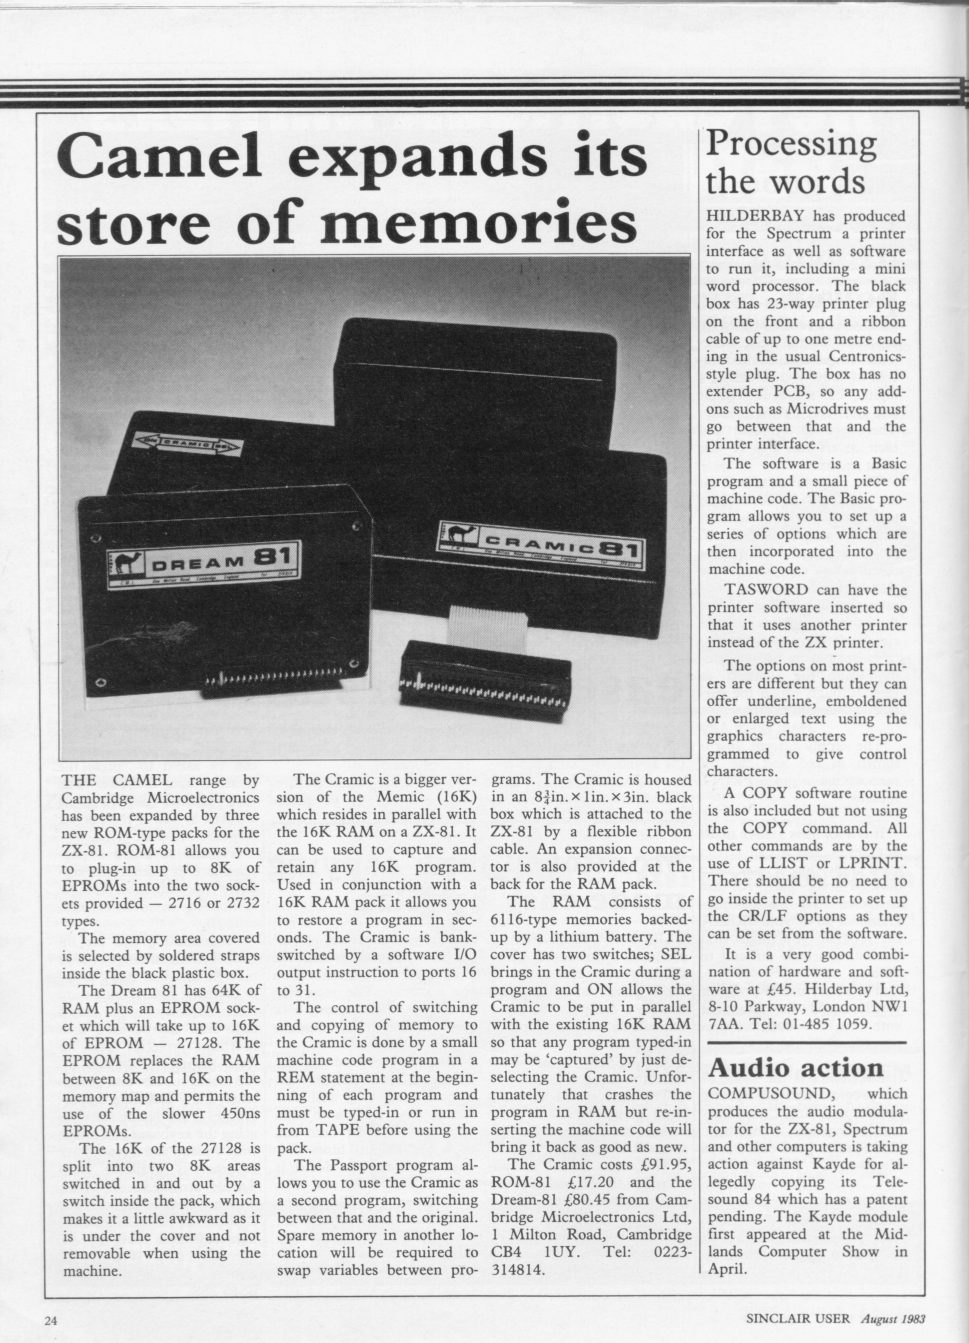 Camel expands its
store of memories
CRAMIC
DREAM 81
CRAMIC 81
THE CAMEL range by
Cambridge Microelectronics
has been expanded by three
new ROM-type packs for the
ZX-81. ROM-81 allows you
to plug-in up to 8K of
EPROMs into the two sock-
ets provided — 2716 or 2732
types.
The memory area covered
is selected by soldered straps
inside the black plastic box.
The Dream 81 has 64K of
RAM plus an EPROM sock-
et which will take up to 16K
of EPROM — 27128. The
EPROM replaces the RAM
between 8K and 16K on the
memory map and permits the
use of the slower 450ns
EPROMs.
The 16K of the 27128 is
split into two 8K areas
switched in and out by a
switch inside the pack, which
makes it a little awkward as it
is under the cover and not
removable when using the
machine.
The Cramic is a bigger ver-
sion of the Memic (16K)
which resides in parallel with
the 16K RAM on a ZX-81. It
can be used to capture and
retain any 16K program.
Used in conjunction with a
16K RAM pack it allows you
to restore a program in sec-
onds. The Cramic is bank-
switched by a software I/O
output instruction to ports 16
to 31.
The control of switching
and copying of memory to
the Cramic is done by a small
machine code program in a
REM statement at the begin-
ning of each program and
must be typed-in or run in
from TAPE before using the
pack.
The Passport program al-
lows you to use the Cramic as
a second program, switching
between that and the original.
Spare memory in another lo-
cation will be required to
swap variables between pro-
grams. The Cramic is housed
in an 8¾in.×1in.×3in. black
box which is attached to the
ZX-81 by a flexible ribbon
cable. An expansion connec-
tor is also provided at the
back for the RAM pack.
The RAM consists of
6116-type memories backed-
up by a lithium battery. The
cover has two switches; SEL
brings in the Cramic during a
program and ON allows the
Cramic to be put in parallel
with the existing 16K RAM
so that any program typed-in
may be ‘captured’ by just de-
selecting the Cramic. Unfor-
tunately that crashes the
program in RAM but re-in-
serting the machine code will
bring it back as good as new.
The Cramic costs £91.95,
ROM-81 £17.20 and the
Dream-81 £80.45 from Cam-
bridge Microelectronics Ltd,
1 Milton Road, Cambridge
CB4 1UY. Tel: 0223-
314814.
Processing
the words
HILDERBAY has produced
for the Spectrum a printer
interface as well as software
to run it, including a mini
word processor. The black
box has 23-way printer plug
on the front and a ribbon
cable of up to one metre end-
ing in the usual Centronics-
style plug. The box has no
extender PCB, so any add-
ons such as Microdrives must
go between that and the
printer interface.
The software is a Basic
program and a small piece of
machine code. The Basic pro-
gram allows you to set up a
series of options which are
then incorporated into the
machine code.
TASWORD can have the
printer software inserted so
that it uses another printer
instead of the ZX printer.
The options on most print-
ers are different but they can
offer underline, emboldened
or enlarged text using the
graphics characters re-pro-
grammed to give control
characters.
A COPY software routine
is also included but not using
the COPY command. All
other commands are by the
use of LLIST or LPRINT.
There should be no need to
go inside the printer to set up
the CR/LF options as they
can be set from the software.
It is a very good combi-
nation of hardware and soft-
ware at £45. Hilderbay Ltd,
8-10 Parkway, London NW1
7AA. Tel: 01-485 1059.
Audio action
COMPUSOUND, which
produces the audio modula-
tor for the ZX-81, Spectrum
and other computers is taking
action against Kayde for al-
legedly copying its Tele-
sound 84 which has a patent
pending. The Kayde module
first appeared at the Mid-
lands Computer Show in
April.
24
SINCLAIR USER August 1983